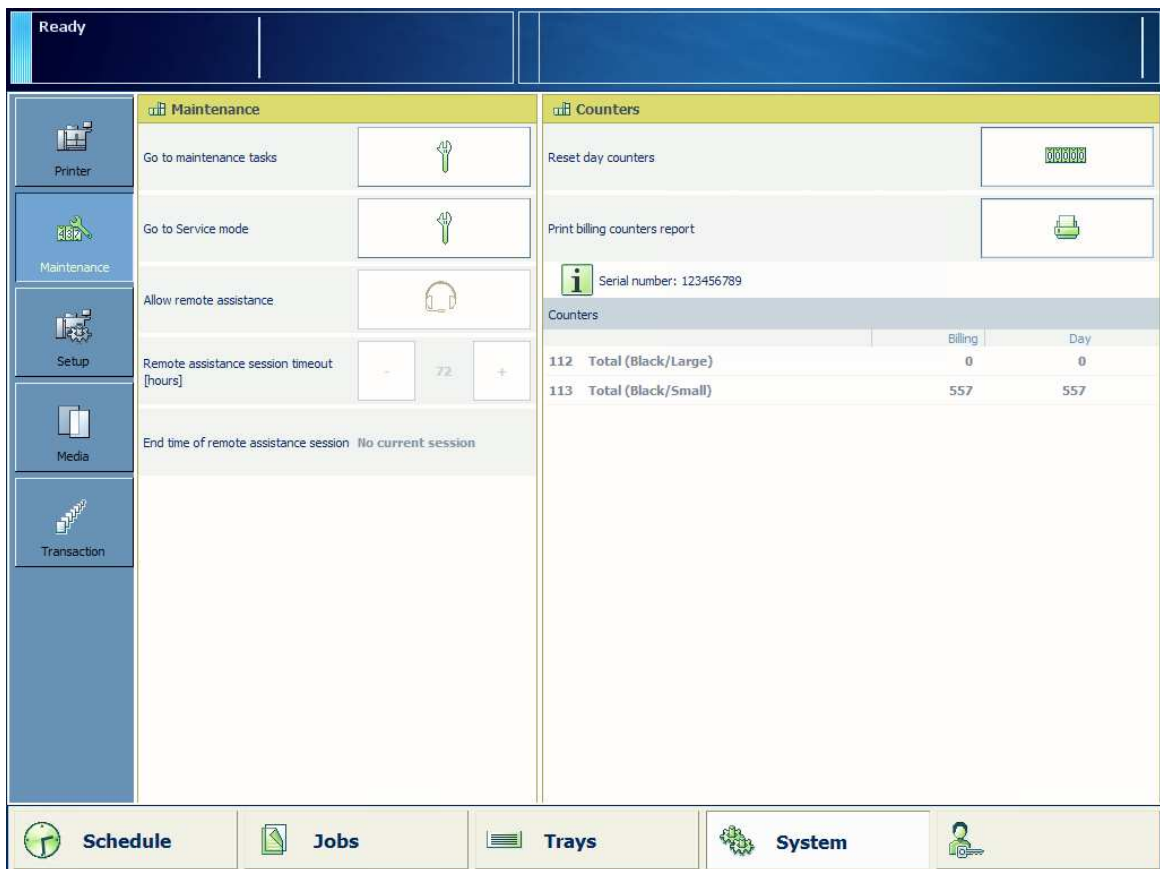 Ready
Printer
Maintenance
Setup
Media
Transaction
Maintenance
Go to maintenance tasks
Go to Service mode
Allow remote assistance
Remote assistance session timeout
[hours]
- 72 +
End time of remote assistance session No current session
Counters
Reset day counters
00000
Print billing counters report
i Serial number: 123456789
Counters
Billing Day
112 Total (Black/Large) 0 0
113 Total (Black/Small) 557 557
Schedule
Jobs
Trays
System